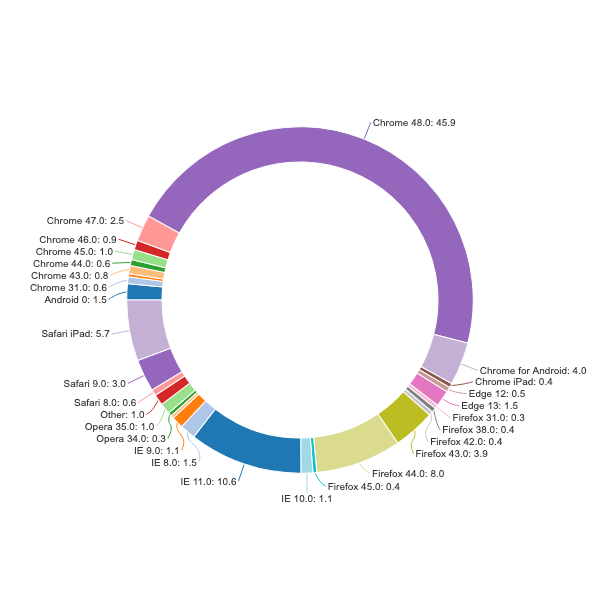 Chrome 48.0: 45.9
Chrome 47.0: 2.5
Chrome 46.0: 0.9
Chrome 45.0: 1.0
Chrome 44.0: 0.6
Chrome 43.0: 0.8
Chrome 31.0: 0.6
Android 0: 1.5
Safari iPad: 5.7
Safari 9.0: 3.0
Safari 8.0: 0.6
Other: 1.0
Opera 35.0: 1.0
Opera 34.0: 0.3
IE 9.0: 1.1
IE 8.0: 1.5
IE 11.0: 10.6
IE 10.0: 1.1
Firefox 45.0: 0.4
Firefox 44.0: 8.0
Firefox 43.0: 3.9
Firefox 42.0: 0.4
Firefox 38.0: 0.4
Firefox 31.0: 0.3
Edge 13: 1.5
Edge 12: 0.5
Chrome iPad: 0.4
Chrome for Android: 4.0